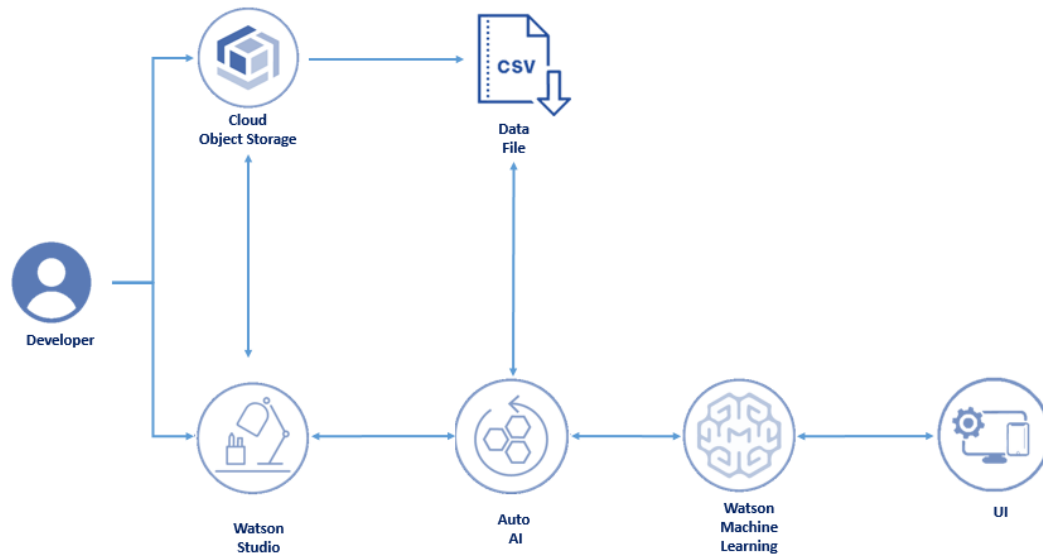 CSV
Cloud
Object Storage
Data
File
Developer
Watson
Studio
Auto
AI
Watson
Machine
Learning
UI